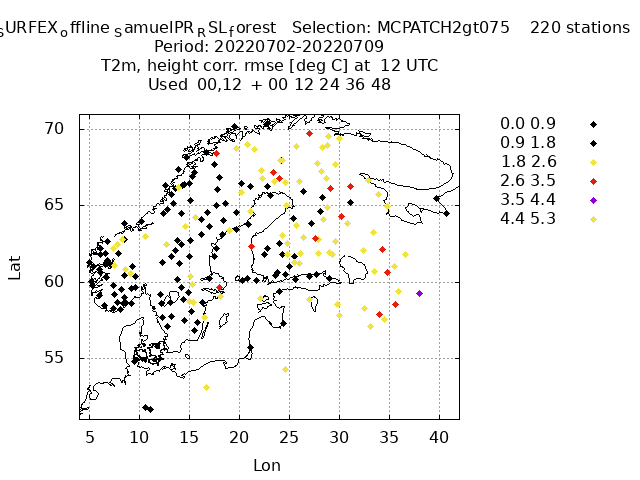 SURFEXoffline SamuelPRRSLforest Selection: MCPATCH2gt075 220 stations
Period: 20220702-20220709
T2m, height corr. rmse [deg C] at 12 UTC
Used 00,12 + 00 12 24 36 48
0.0 0.9
0.9 1.8
1.8 2.6
2.6 3.5
3.5 4.4
4.4 5.3
70
65
60
55
Lat
5 10 15 20 25 30 35 40
Lon